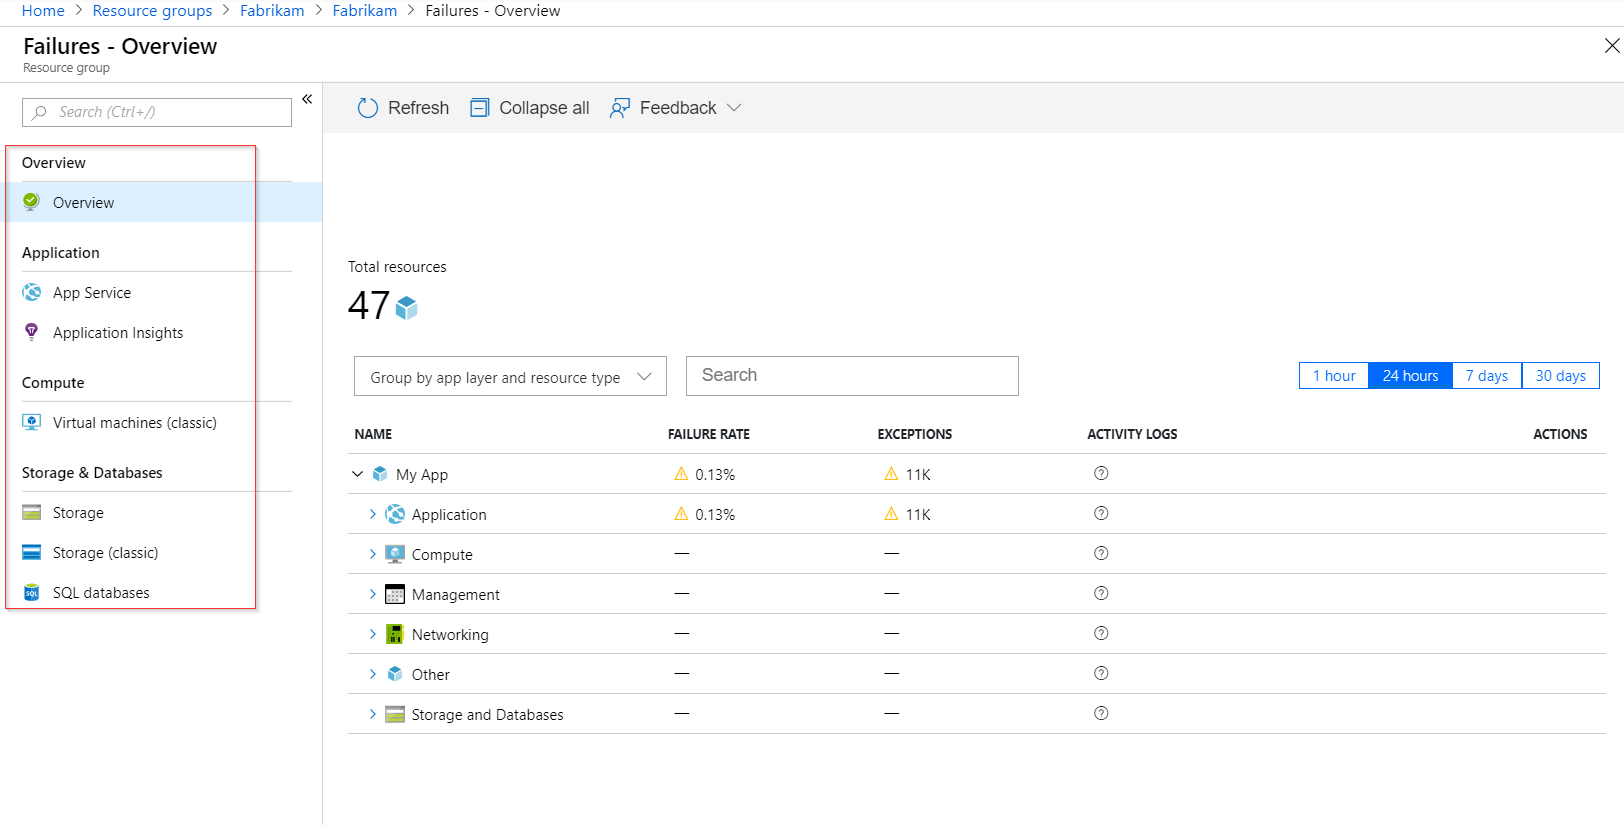 Home > Resource groups > Fabrikam > Fabrikam > Failures - Overview
Failures - Overview
Resource group
Search (Ctrl+/)
Overview
Overview
Application
App Service
Application Insights
Compute
Virtual machines (classic)
Storage & Databases
Storage
Storage (classic)
SQL databases
Refresh Collapse all Feedback
Total resources
47
Group by app layer and resource type Search 1 hour 24 hours 7 days 30 days
NAME FAILURE RATE EXCEPTIONS ACTIVITY LOGS ACTIONS
My App 0.13% 11K
Application 0.13% 11K
Compute — —
Management — —
Networking — —
Other — —
Storage and Databases — —